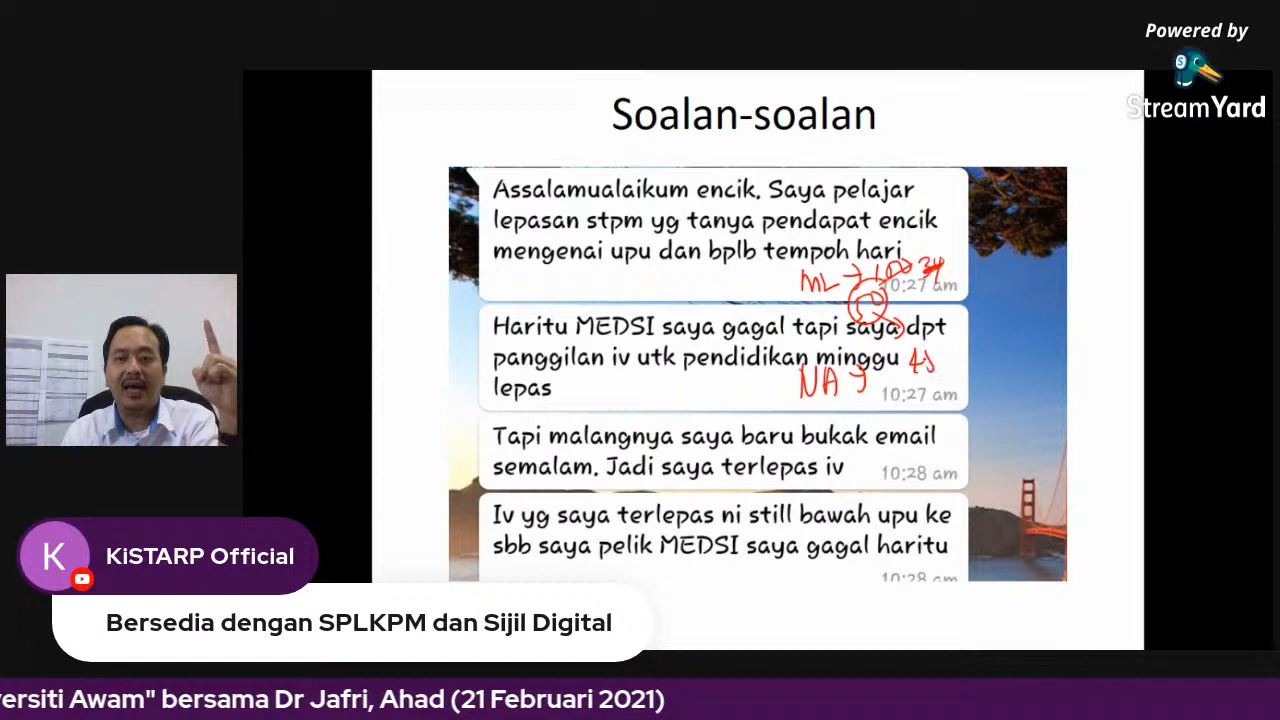 Powered by
StreamYard
Soalan-soalan
Assalamualaikum encik. Saya pelajar
lepasan stpm yg tanya pendapat encik
mengenai upu dan bplb tempoh hari
10:27 am
Haritu MEDSI saya gagal tapi saya dpt
panggilan iv utk pendidikan minggu
lepas
10:27 am
Tapi malangnya saya baru bukak email
semalam. Jadi saya terlepas iv
10:28 am
Iv yg saya terlepas ni still bawah upu ke
sbb saya pelik MEDSI saya gagal haritu
10:28 am
K
KiSTARP Official
Bersedia dengan SPLKPM dan Sijil Digital
versiti Awam" bersama Dr Jafri, Ahad (21 Februari 2021)